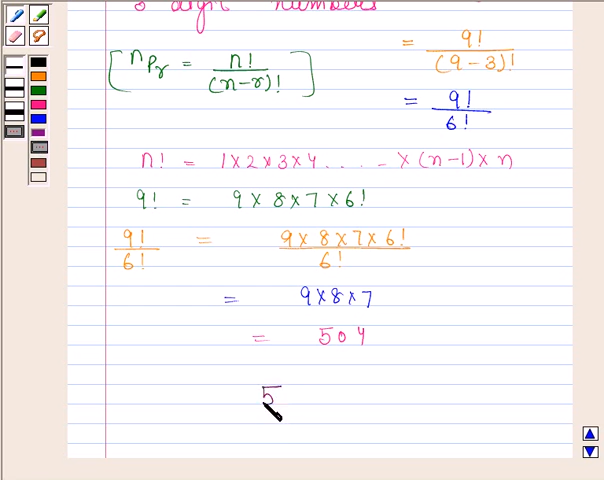 3 digit numbers
= 9! / (9 - 3)!
[ nPr = n! / (n-r)! ]
= 9! / 6!
n! = 1 × 2 × 3 × 4 . . . . - × (n-1) × n
9! = 9 × 8 × 7 × 6!
9! / 6! = 9 × 8 × 7 × 6! / 6!
= 9 × 8 × 7
= 504
5